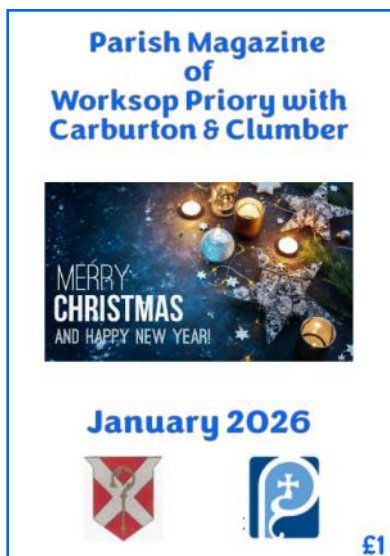 Parish Magazine
of
Worksop Priory with
Carburton & Clumber
MERRY
CHRISTMAS
AND HAPPY NEW YEAR!
January 2026
£1